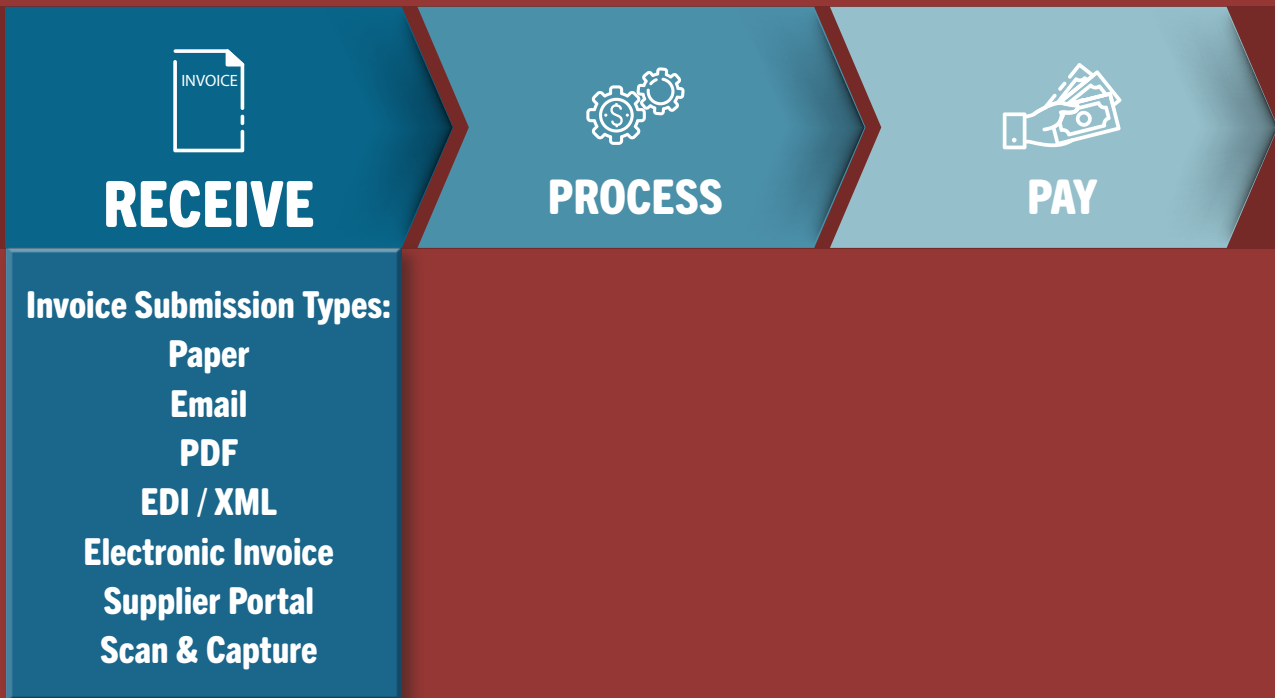 INVOICE
RECEIVE
PROCESS
PAY
Invoice Submission Types:
Paper
Email
PDF
EDI / XML
Electronic Invoice
Supplier Portal
Scan & Capture